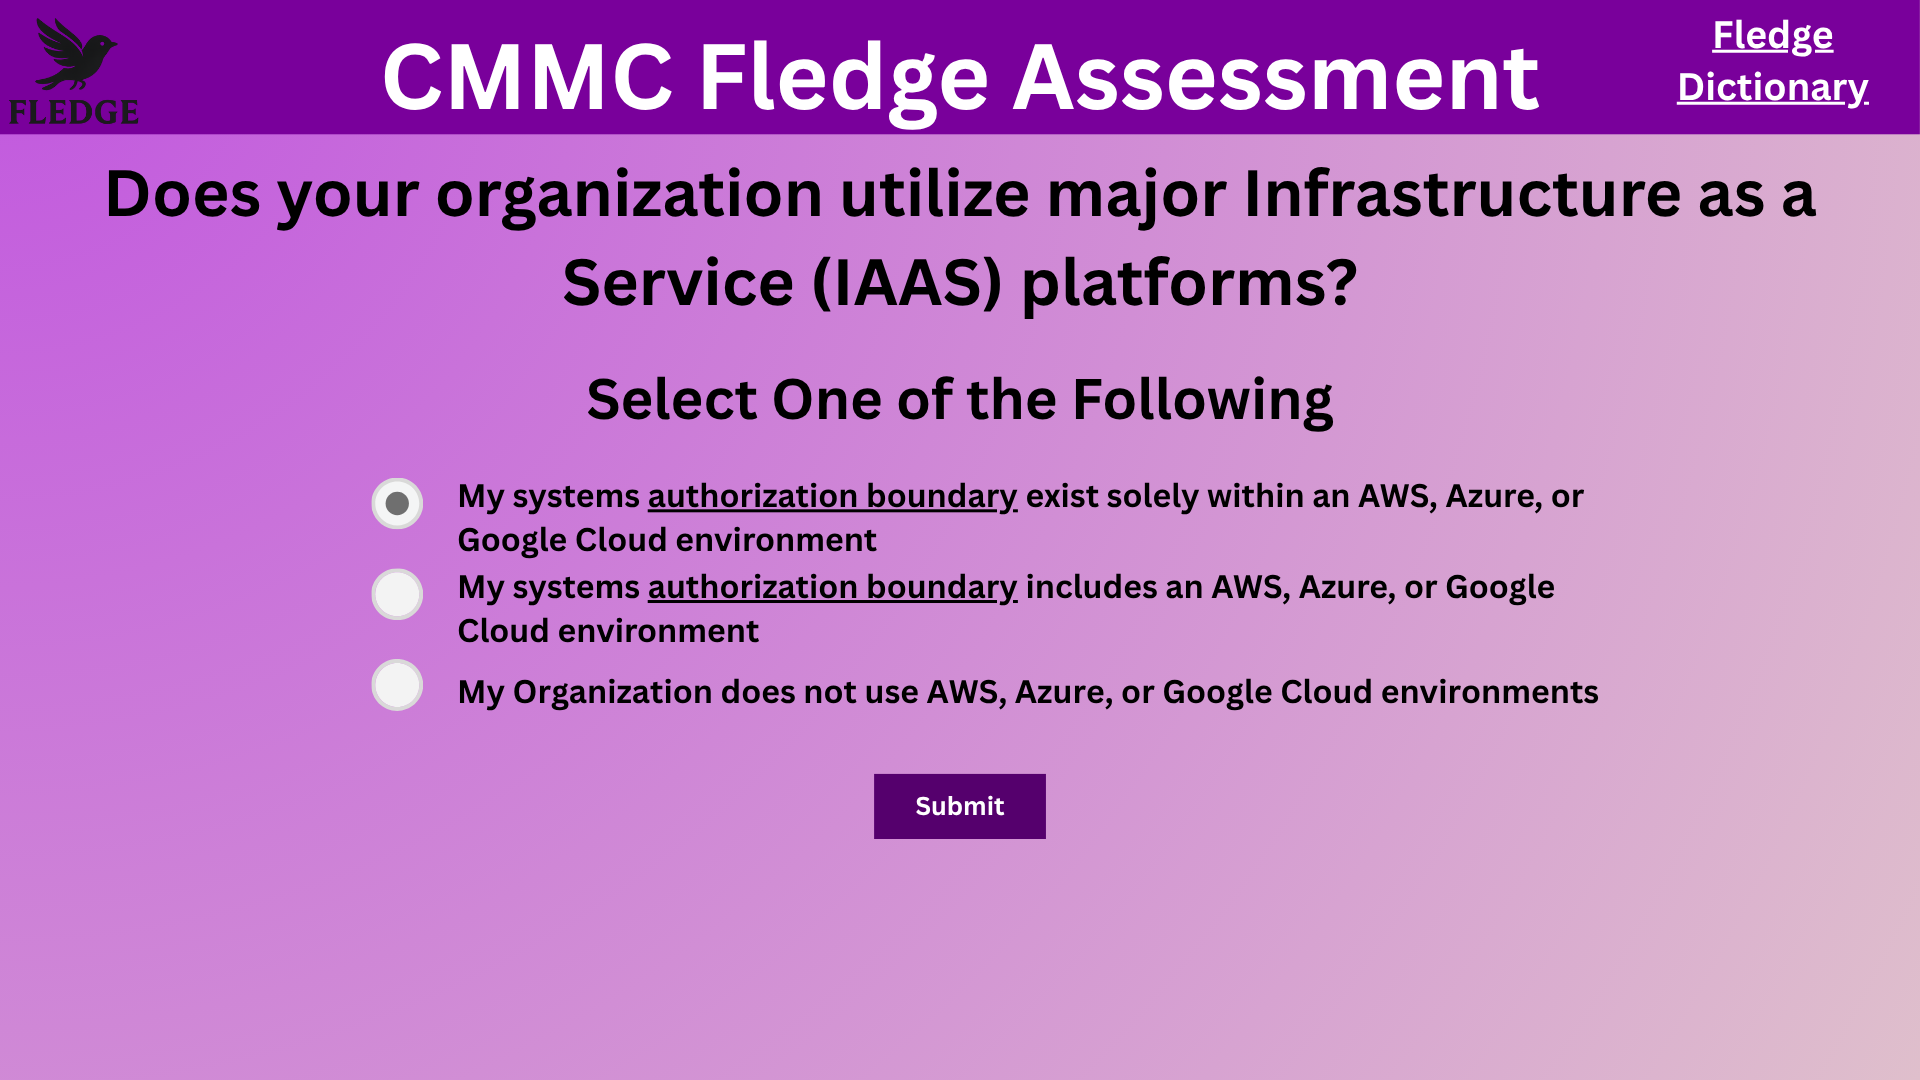 FLEDGE
CMMC Fledge Assessment
Fledge
Dictionary
Does your organization utilize major Infrastructure as a
Service (IAAS) platforms?
Select One of the Following
My systems authorization boundary exist solely within an AWS, Azure, or
Google Cloud environment
My systems authorization boundary includes an AWS, Azure, or Google
Cloud environment
My Organization does not use AWS, Azure, or Google Cloud environments
Submit